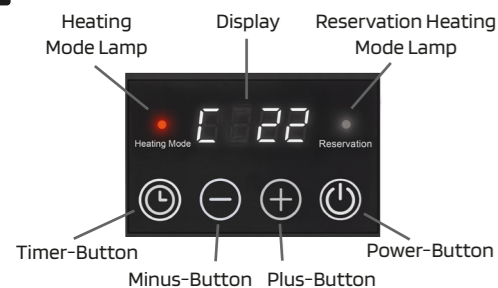 Heating
Mode Lamp
Display
Reservation Heating
Mode Lamp
C 22
Heating Mode
Reservation
Timer-Button
Power-Button
Minus-Button
Plus-Button